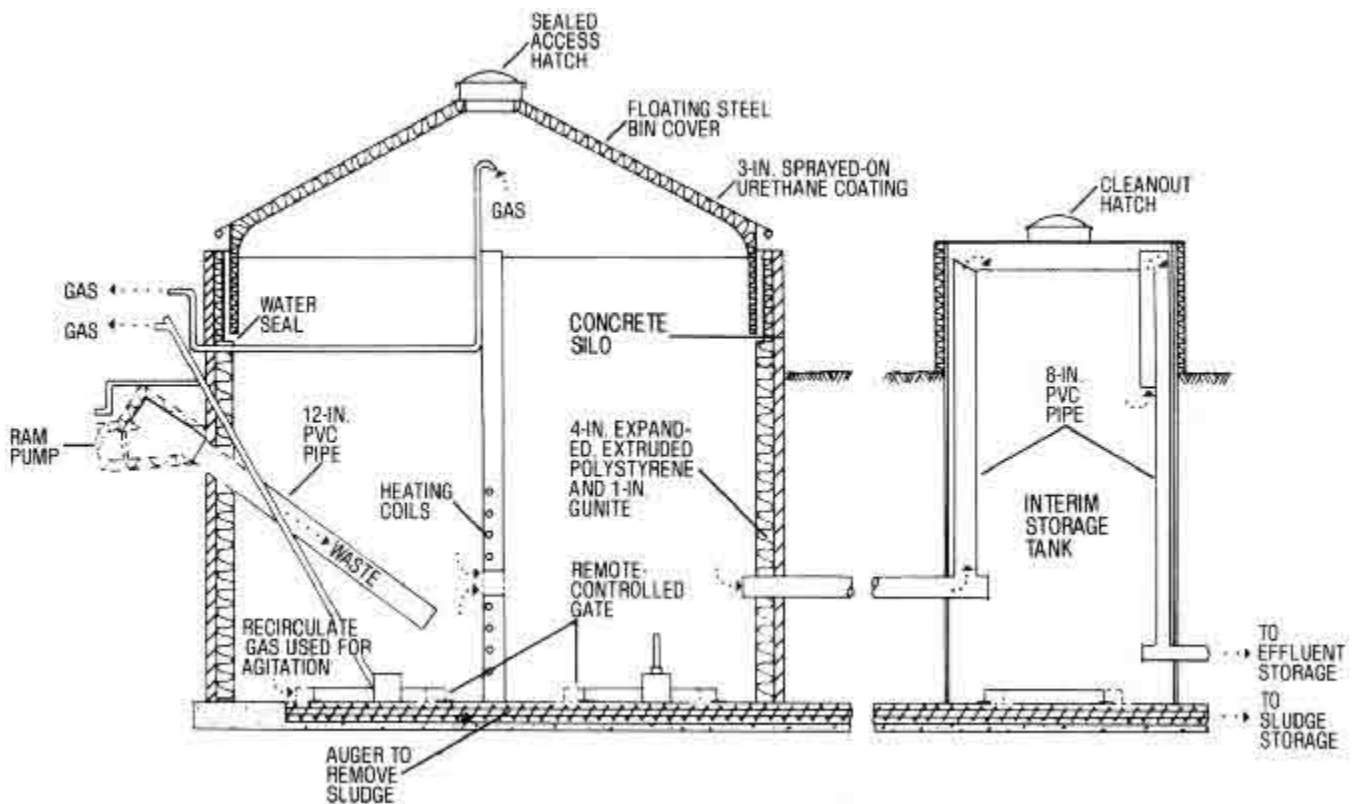 SEALED
ACCESS
HATCH
FLOATING STEEL
BIN COVER
3-IN. SPRAYED-ON
URETHANE COATING
CLEANOUT
HATCH
GAS
GAS
GAS
WATER
SEAL
CONCRETE
SILO
RAM
PUMP
12-IN.
PVC
PIPE
HEATING
COILS
4-IN. EXPAND-
ED, EXTRUDED
POLYSTYRENE
AND 1-IN.
GUNITE
8-IN.
PVC
PIPE
INTERIM
STORAGE
TANK
WASTE
REMOTE-
CONTROLLED
GATE
RECIRCULATE
GAS USED FOR
AGITATION
TO
EFFLUENT
STORAGE
TO
SLUDGE
STORAGE
AUGER TO
REMOVE
SLUDGE